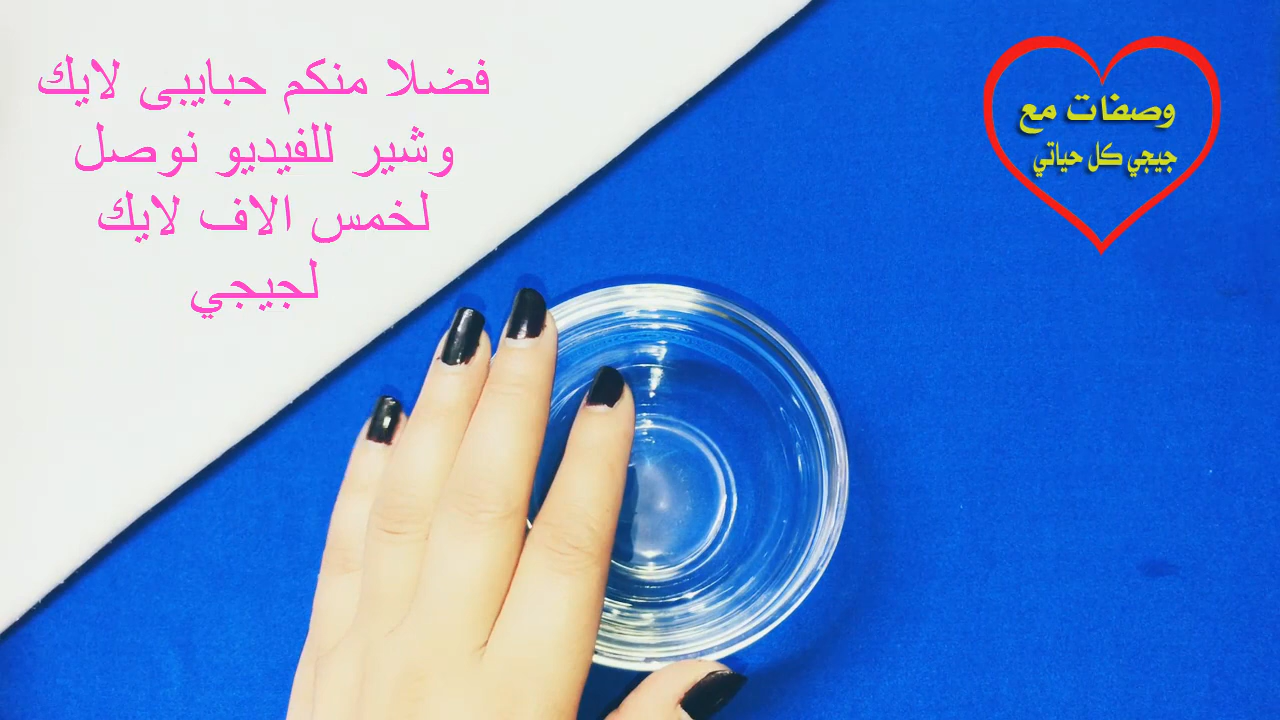 فضلا منكم حبايبى لايك
وشير للفيديو نوصل
لخمس الاف لايك
لجيجي
وصفات مع
جيجي كل حياتي